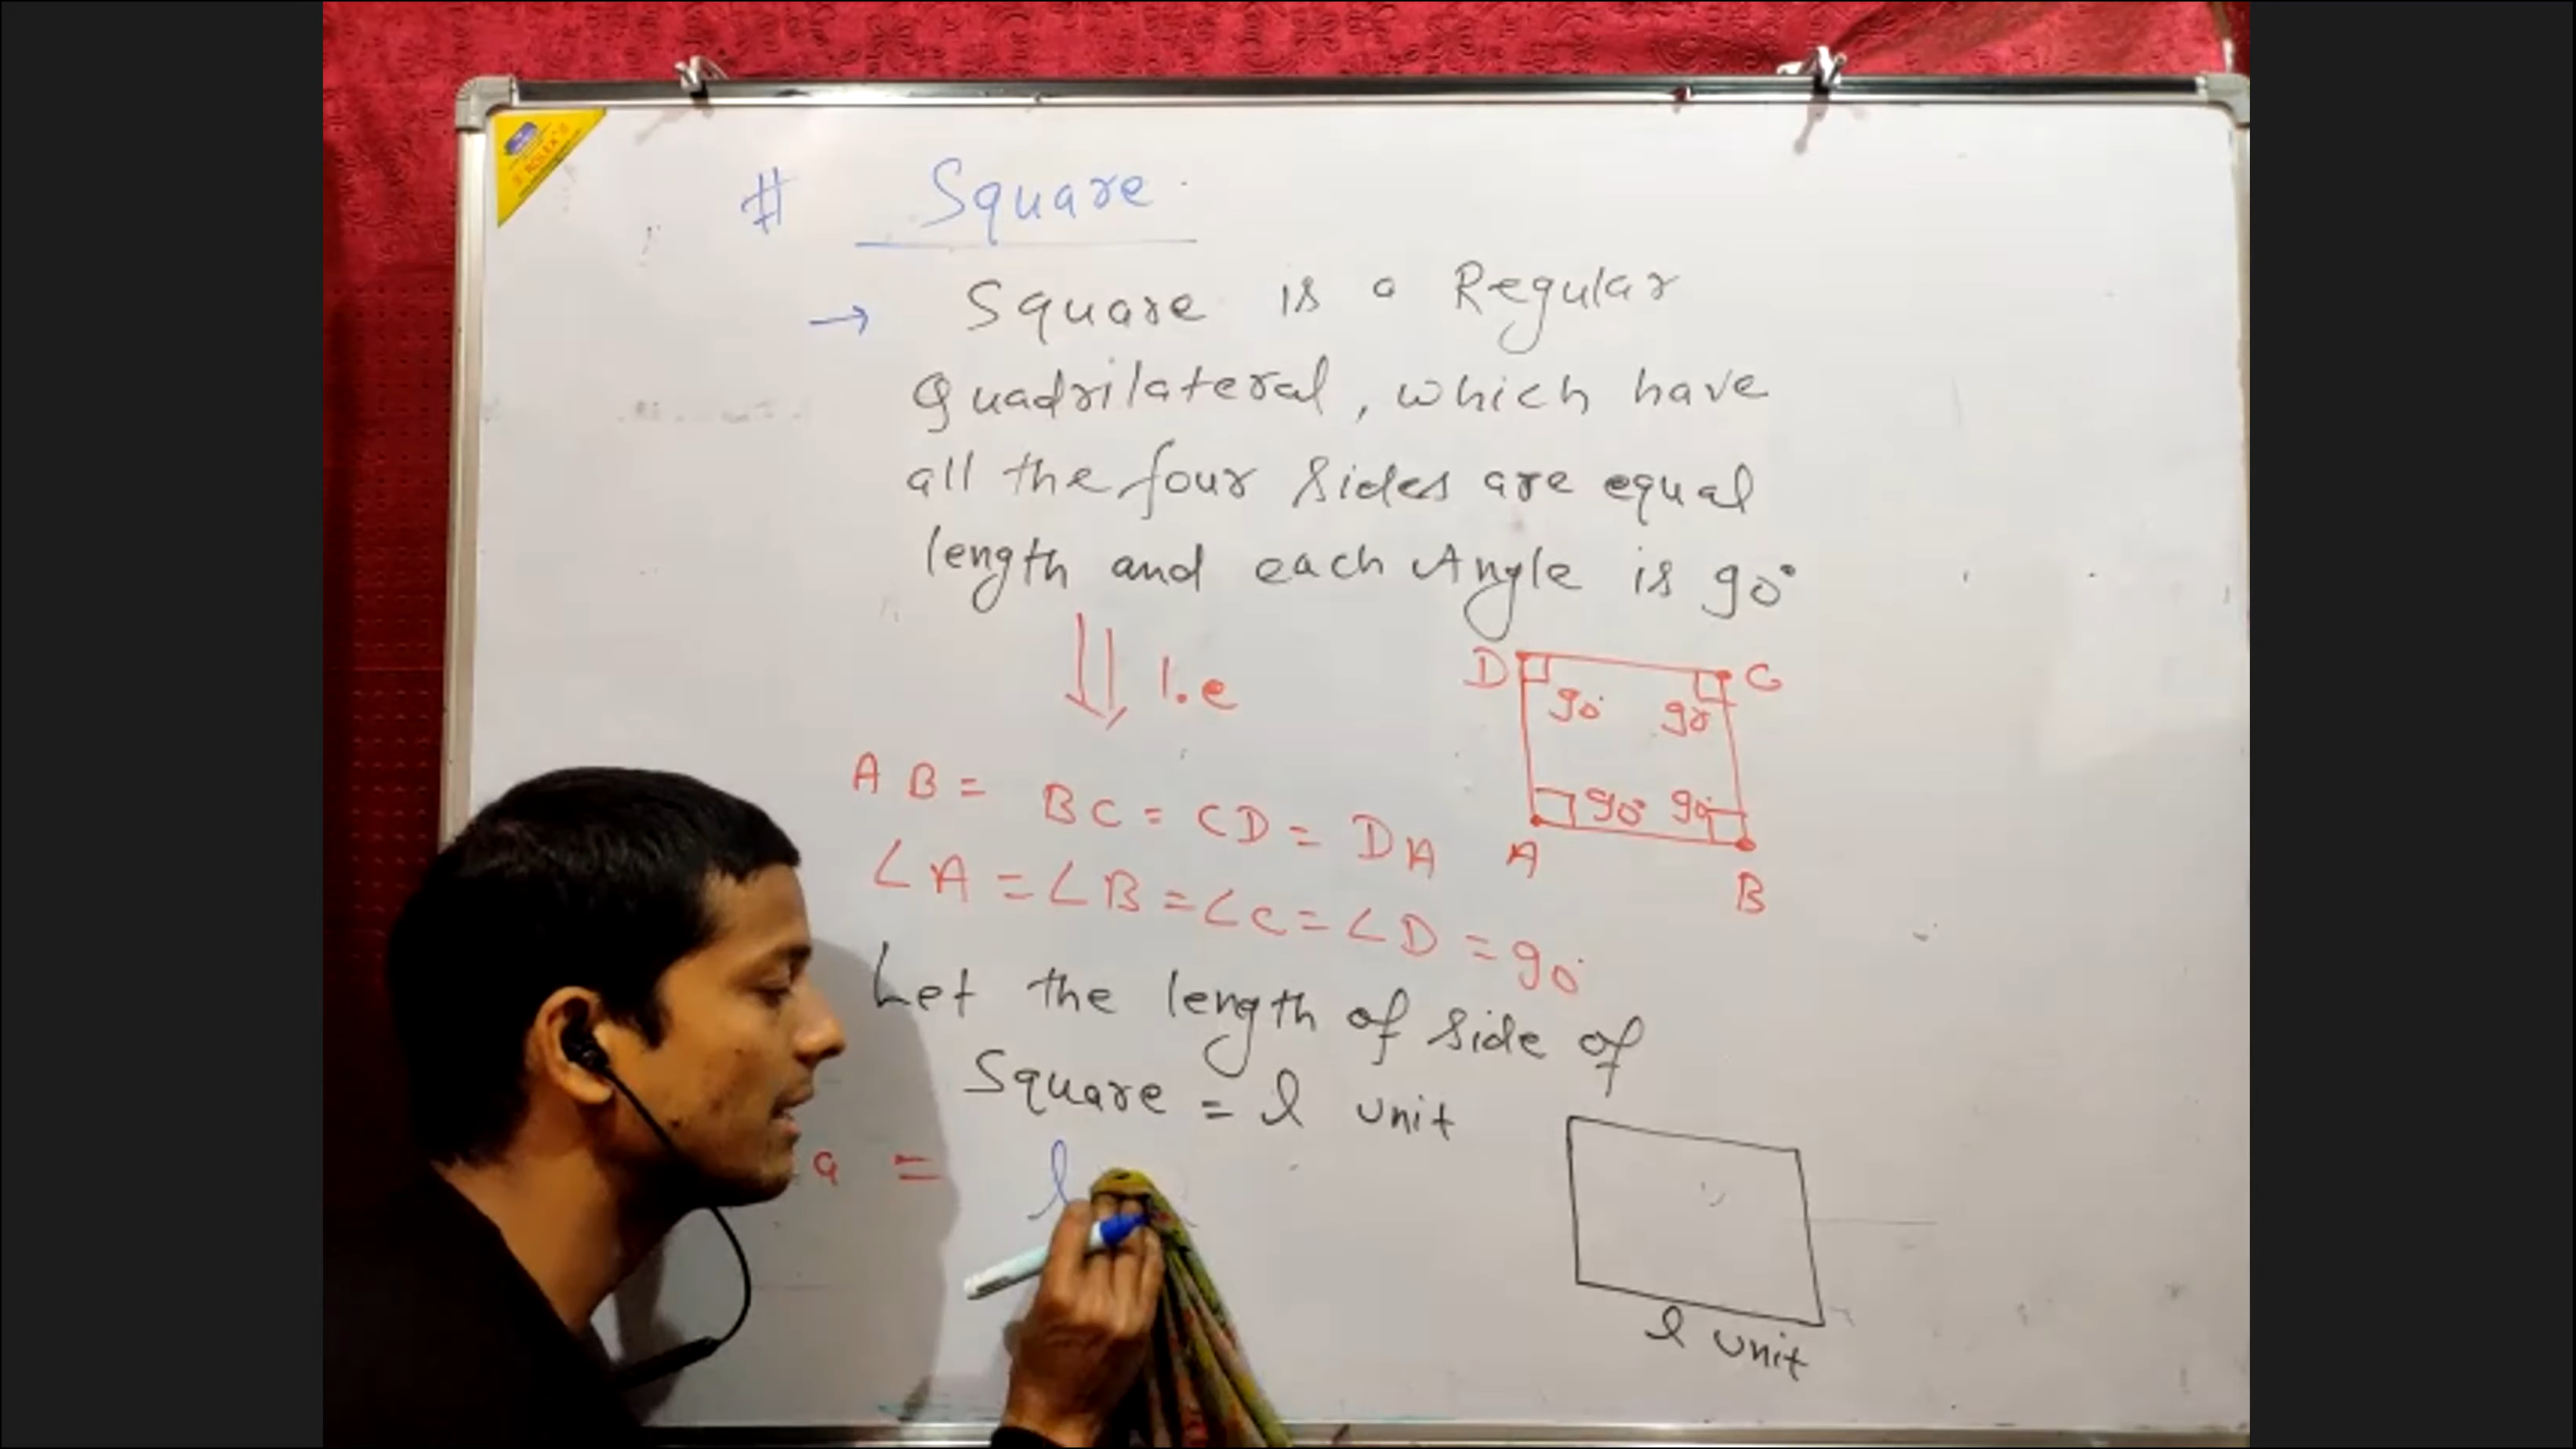 ROLEX
# Square
→ Square is a Regular
Quadrilateral, which have
all the four sides are equal
length and each Angle is 90°
⇓ I.e
D C
90° 90°
90° 90°
A B
AB = BC = CD = DA
∠A = ∠B = ∠C = ∠D = 90°
Let the length of side of
Square = l unit
a = l
l unit